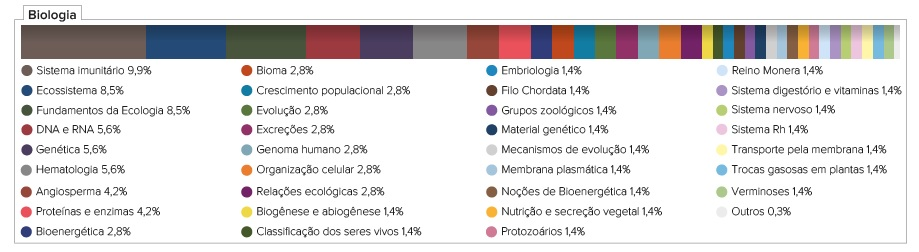 Biologia
Sistema imunitário 9,9%
Ecossistema 8,5%
Fundamentos da Ecologia 8,5%
DNA e RNA 5,6%
Genética 5,6%
Hematologia 5,6%
Angiosperma 4,2%
Proteínas e enzimas 4,2%
Bioenergética 2,8%
Bioma 2,8%
Crescimento populacional 2,8%
Evolução 2,8%
Excreções 2,8%
Genoma humano 2,8%
Organização celular 2,8%
Relações ecológicas 2,8%
Biogênese e abiogênese 1,4%
Classificação dos seres vivos 1,4%
Embriologia 1,4%
Filo Chordata 1,4%
Grupos zoológicos 1,4%
Material genético 1,4%
Mecanismos de evolução 1,4%
Membrana plasmática 1,4%
Noções de Bioenergética 1,4%
Nutrição e secreção vegetal 1,4%
Protozoários 1,4%
Reino Monera 1,4%
Sistema digestório e vitaminas 1,4%
Sistema nervoso 1,4%
Sistema Rh 1,4%
Transporte pela membrana 1,4%
Trocas gasosas em plantas 1,4%
Verminoses 1,4%
Outros 0,3%